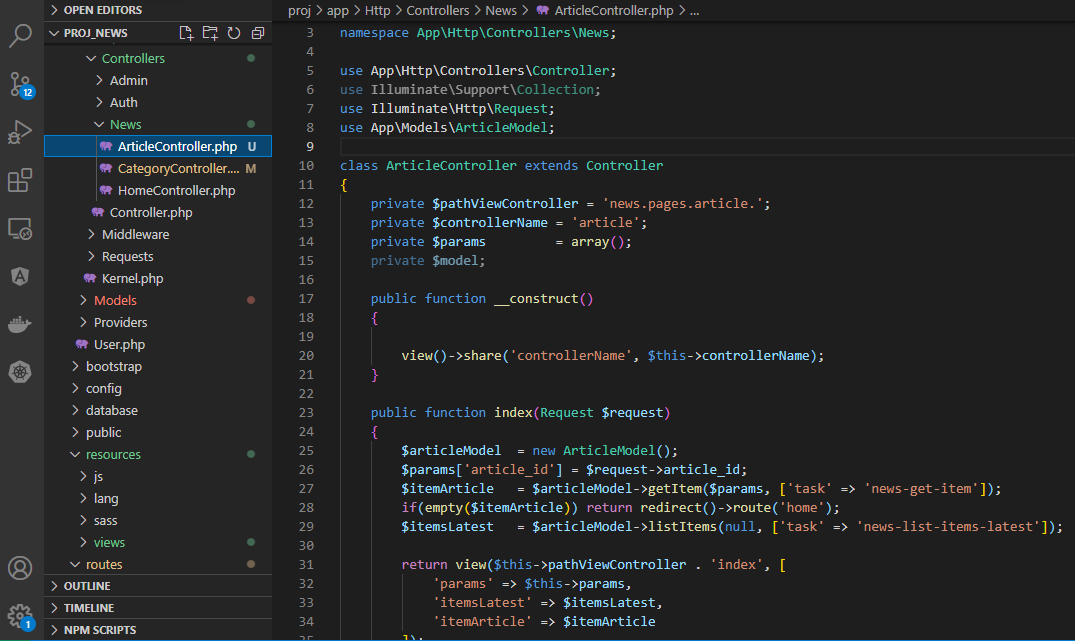 OPEN EDITORS
PROJ_NEWS
Controllers
Admin
Auth
News
ArticleController.php U
CategoryController.... M
HomeController.php
Controller.php
Middleware
Requests
Kernel.php
Models
Providers
User.php
bootstrap
config
database
public
resources
js
lang
sass
views
routes
OUTLINE
TIMELINE
NPM SCRIPTS
12
1
proj > app > Http > Controllers > News > ArticleController.php > ...
3 namespace App\Http\Controllers\News;
4
5 use App\Http\Controllers\Controller;
6 use Illuminate\Support\Collection;
7 use Illuminate\Http\Request;
8 use App\Models\ArticleModel;
9
10 class ArticleController extends Controller
11 {
12 private $pathViewController = 'news.pages.article.';
13 private $controllerName = 'article';
14 private $params = array();
15 private $model;
16
17 public function __construct()
18 {
19
20 view()->share('controllerName', $this->controllerName);
21 }
22
23 public function index(Request $request)
24 {
25 $articleModel = new ArticleModel();
26 $params['article_id'] = $request->article_id;
27 $itemArticle = $articleModel->getItem($params, ['task' => 'news-get-item']);
28 if(empty($itemArticle)) return redirect()->route('home');
29 $itemsLatest = $articleModel->listItems(null, ['task' => 'news-list-items-latest']);
30
31 return view($this->pathViewController . 'index', [
32 'params' => $this->params,
33 'itemsLatest' => $itemsLatest,
34 'itemArticle' => $itemArticle
35 ]);